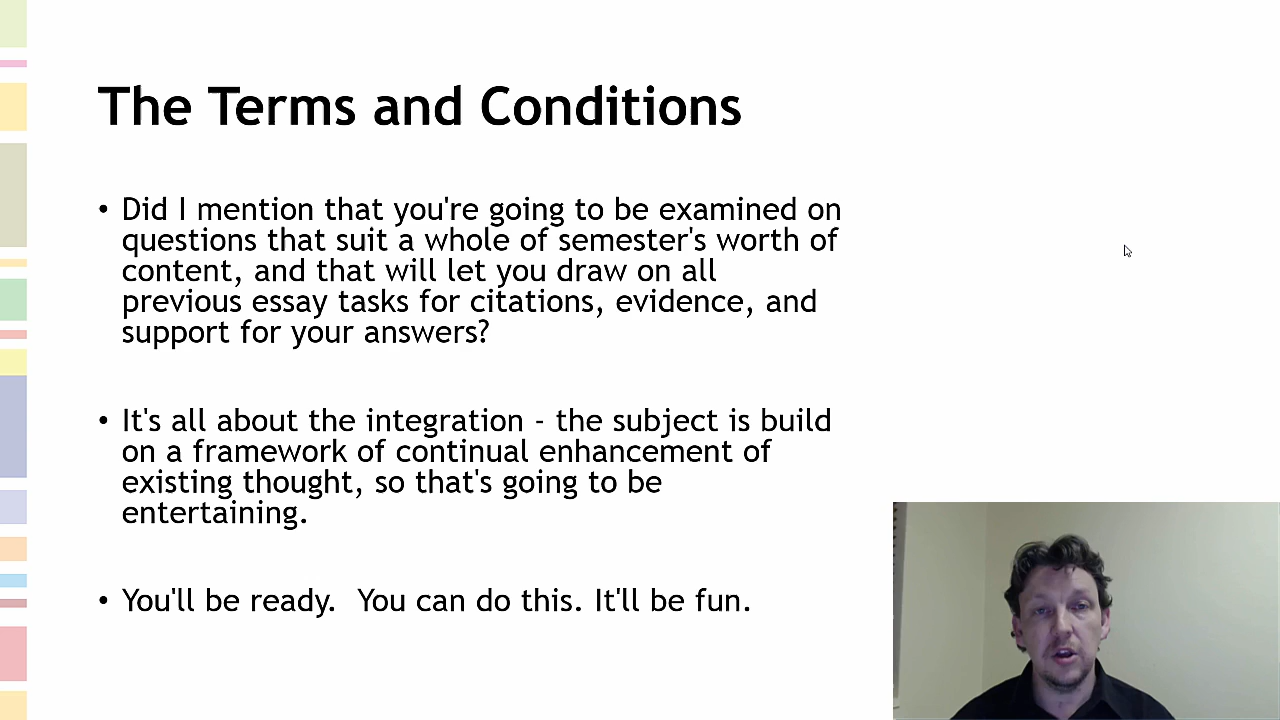 The Terms and Conditions
• Did I mention that you're going to be examined on
questions that suit a whole of semester's worth of
content, and that will let you draw on all
previous essay tasks for citations, evidence, and
support for your answers?
• It's all about the integration - the subject is build
on a framework of continual enhancement of
existing thought, so that's going to be
entertaining.
• You'll be ready.  You can do this. It'll be fun.